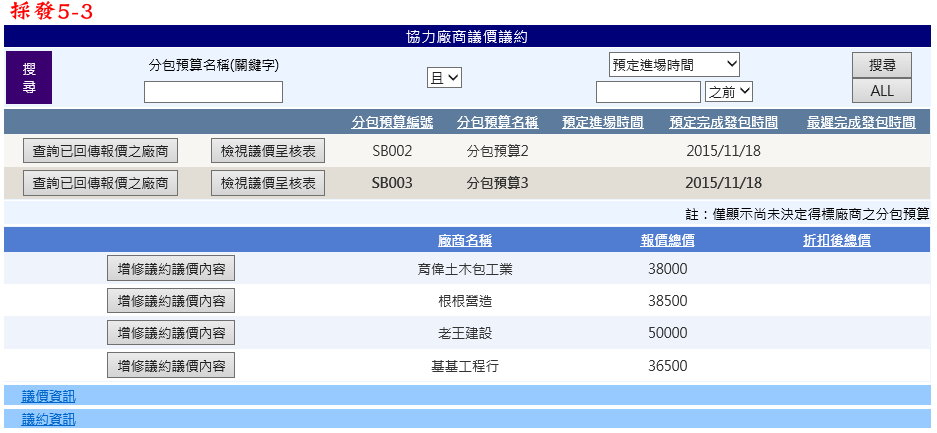 採發5-3
協力廠商議價議約
搜尋 分包預算名稱(關鍵字) 且 預定進場時間 搜尋
之前 ALL
分包預算編號 分包預算名稱 預定進場時間 預定完成發包時間 最遲完成發包時間
查詢已回傳報價之廠商 檢視議價呈核表 SB002 分包預算2 2015/11/18
查詢已回傳報價之廠商 檢視議價呈核表 SB003 分包預算3 2015/11/18
註：僅顯示尚未決定得標廠商之分包預算
廠商名稱 報價總價 折扣後總價
增修議約議價內容 育偉土木包工業 38000
增修議約議價內容 根根營造 38500
增修議約議價內容 老王建設 50000
增修議約議價內容 基基工程行 36500
議價資訊
議約資訊